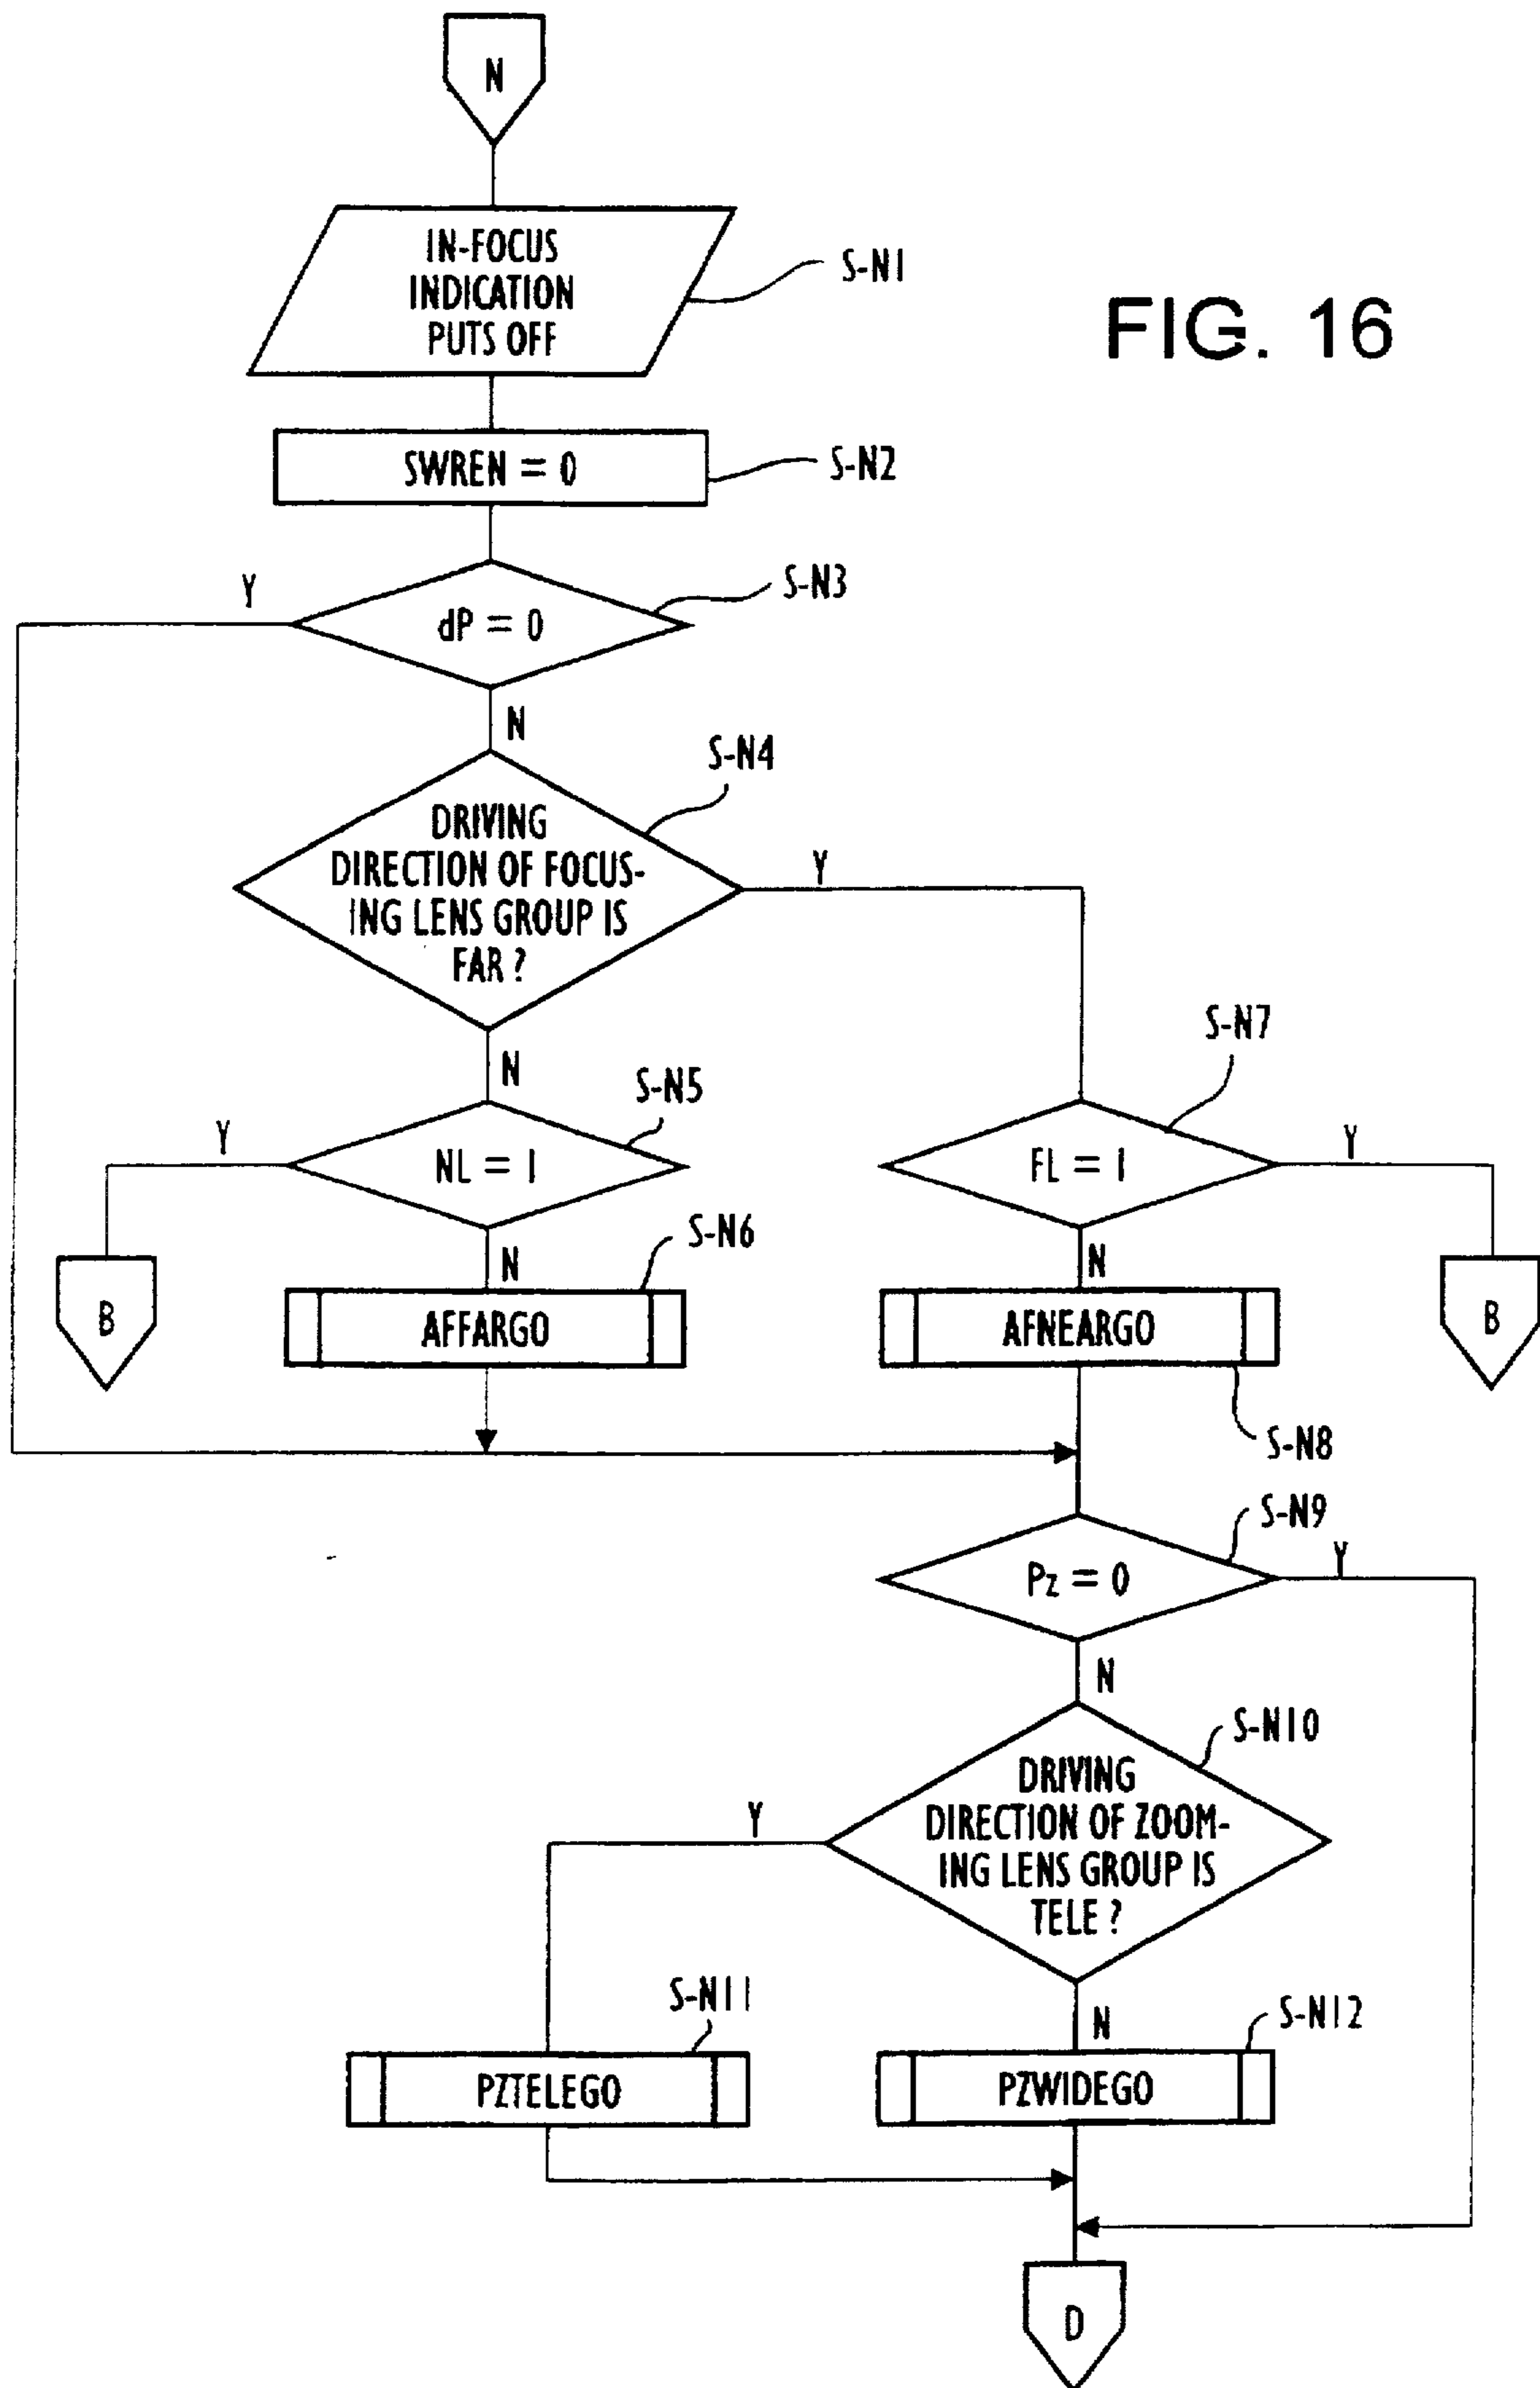 N
IN-FOCUS
INDICATION
PUTS OFF
S-N1
FIG. 16
SWREN = 0
S-N2
Y
dP = 0
S-N3
N
DRIVING
DIRECTION OF FOCUS-
ING LENS GROUP IS
FAR ?
S-N4
Y
N
Y
NL = 1
S-N5
FL = 1
S-N7
Y
B
N
AFFARGO
S-N6
N
AFNEARGO
S-N8
B
Pz = 0
S-N9
Y
N
DRIVING
DIRECTION OF ZOOM-
ING LENS GROUP IS
TELE ?
S-N10
Y
N
PZTELEGO
S-N11
PZWIDEGO
S-N12
D